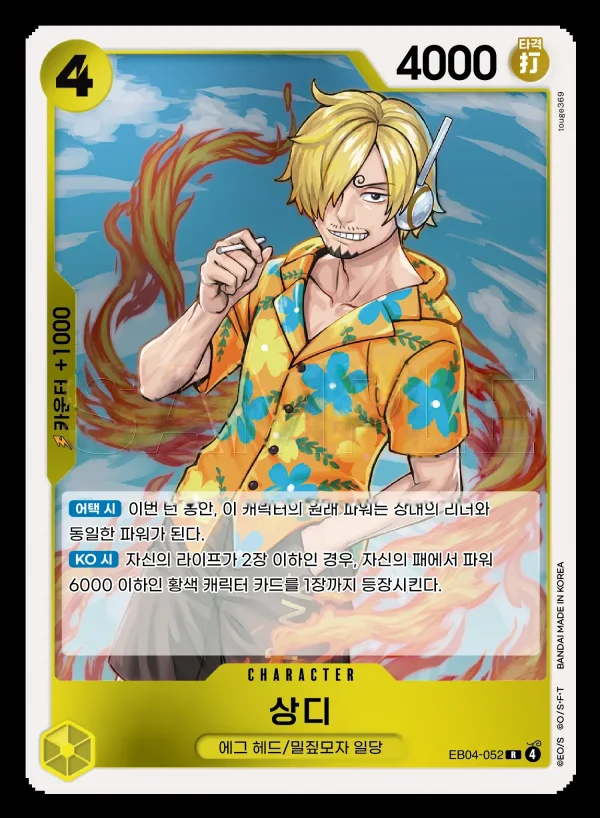 4
4000
타격
打
touge369
카운터 +1000
SAMPLE
어택 시 이번 턴 동안, 이 캐릭터의 원래 파워는 상대의 리더와
동일한 파워가 된다.
KO 시 자신의 라이프가 2장 이하인 경우, 자신의 패에서 파워
6000 이하인 황색 캐릭터 카드를 1장까지 등장시킨다.
CHARACTER
상디
에그 헤드/밀짚모자 일당
EB04-052 R 4
©EO/S ©O/S·F·T BANDAI MADE IN KOREA